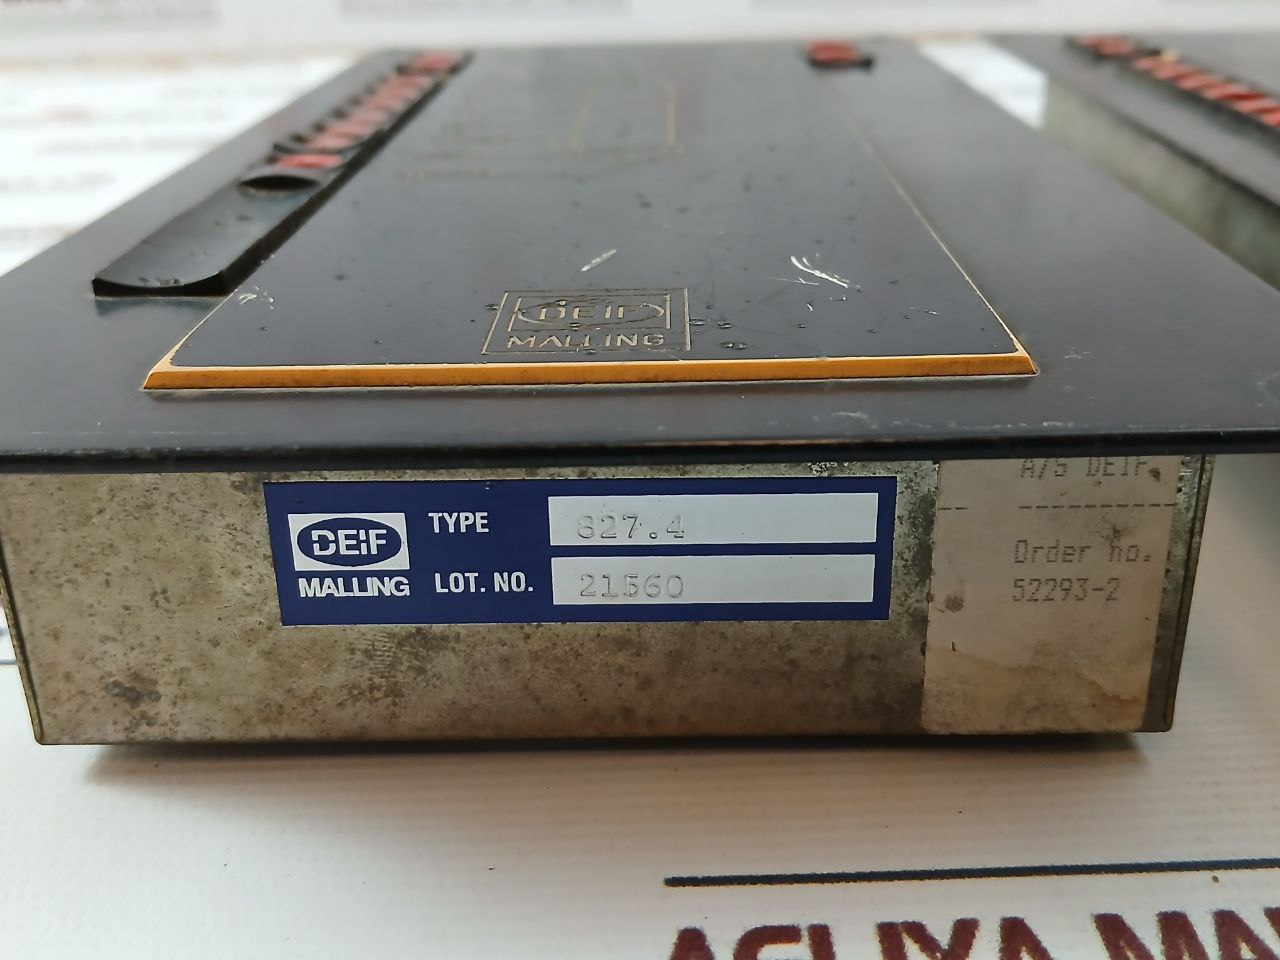 DEIF
MALLING
DEIF
MALLING
TYPE 827.4
LOT. NO. 21560
A/S DEIF
Order no.
52293-2